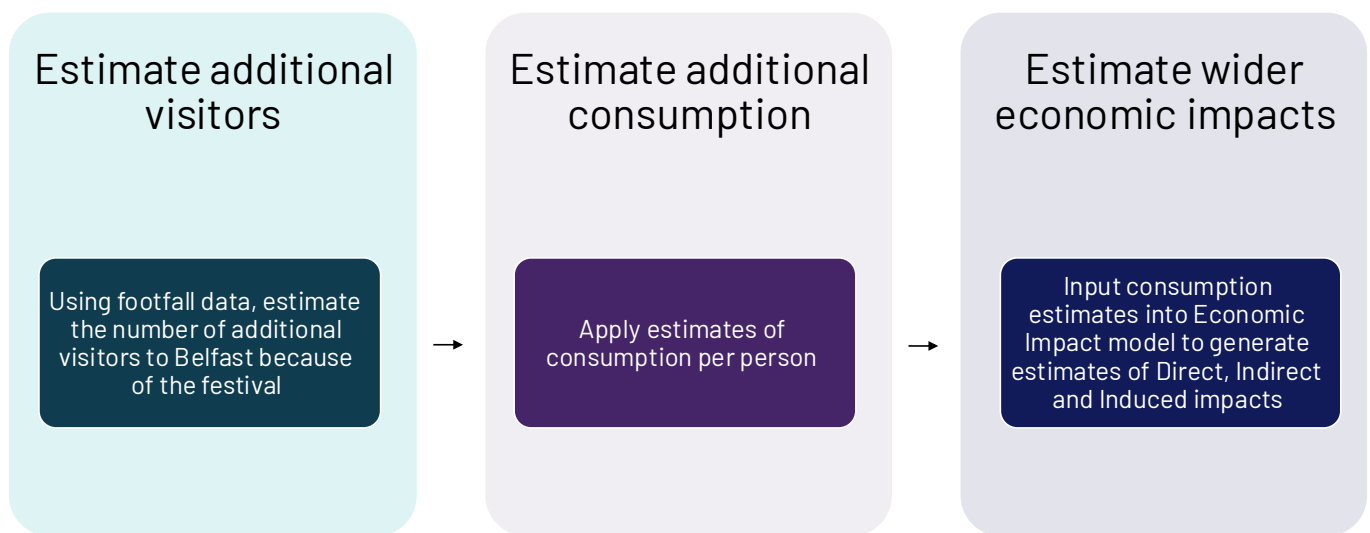 Estimate additional
visitors
Using footfall data, estimate
the number of additional
visitors to Belfast because
of the festival
Estimate additional
consumption
Apply estimates of
consumption per person
Estimate wider
economic impacts
Input consumption
estimates into Economic
Impact model to generate
estimates of Direct, Indirect
and Induced impacts